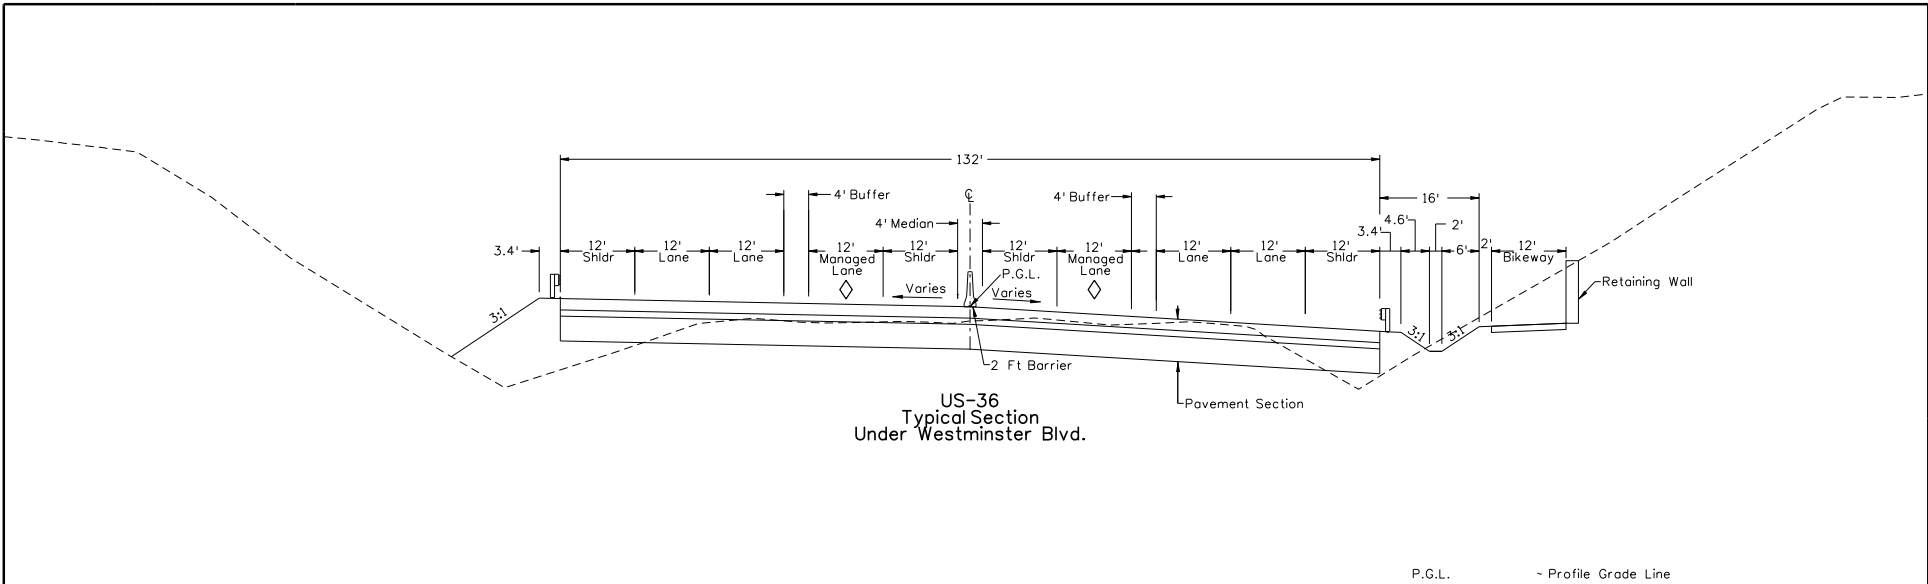 132'
4' Buffer
℄
4' Buffer
16'
4' Median
4.6'
2'
3.4'
3.4'
12'
Shldr
12'
Lane
12'
Lane
12'
Managed
Lane
12'
Shldr
12'
Shldr
12'
Managed
Lane
12'
Lane
12'
Lane
12'
Shldr
6'
2'
12'
Bikeway
P.G.L.
Varies
Varies
Retaining Wall
3:1
3:1
3:1
2 Ft Barrier
Pavement Section
US-36
Typical Section
Under Westminster Blvd.
P.G.L. ~ Profile Grade Line